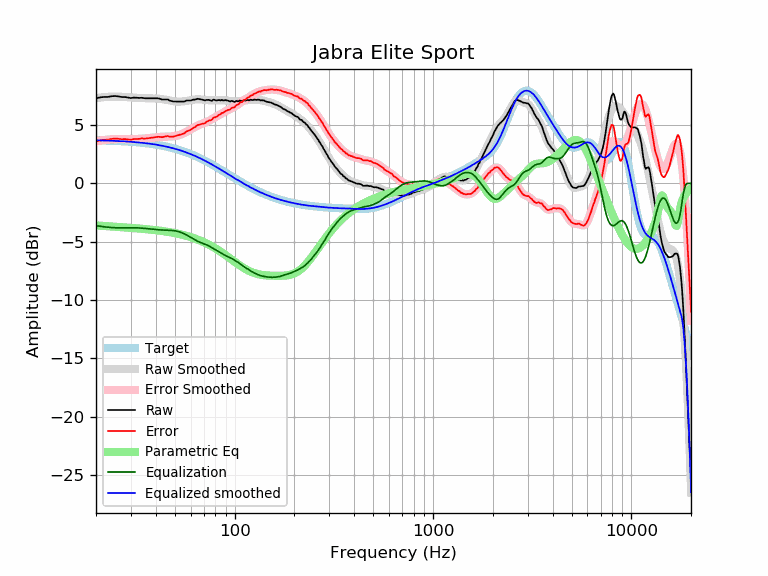 Jabra Elite Sport
5
0
−5
−10
−15
−20
−25
Amplitude (dBr)
Target
Raw Smoothed
Error Smoothed
Raw
Error
Parametric Eq
Equalization
Equalized smoothed
100 1000 10000
Frequency (Hz)